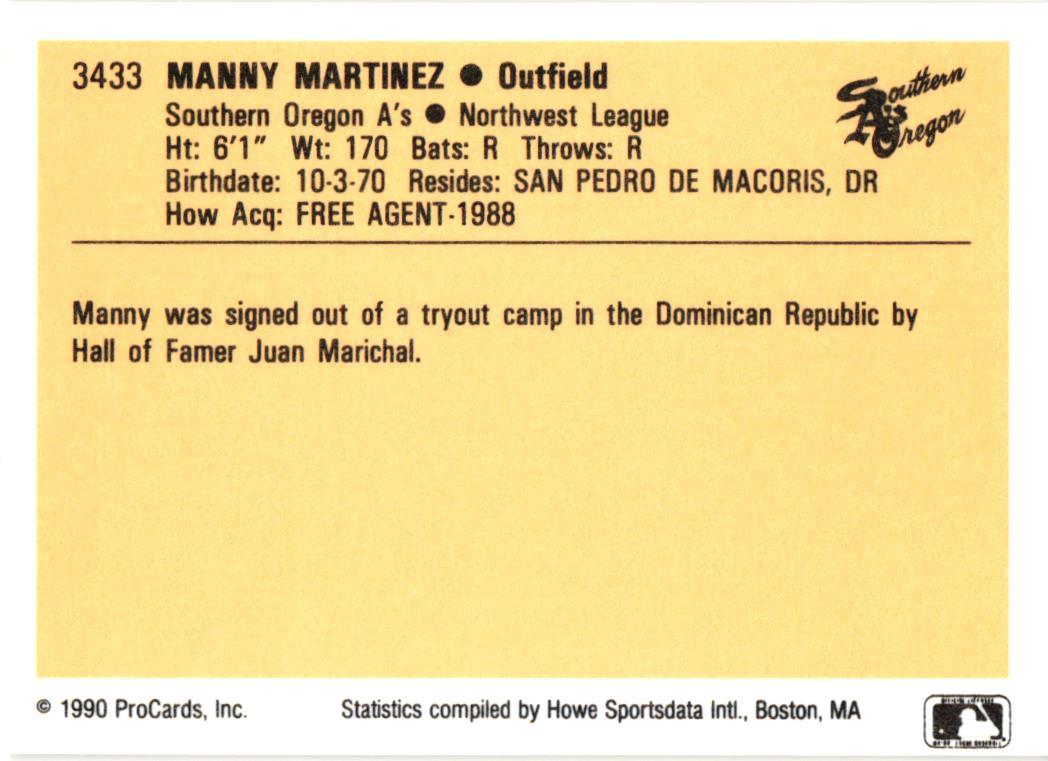 3433 MANNY MARTINEZ ● Outfield
Southern Oregon A's ● Northwest League
Ht: 6'1" Wt: 170 Bats: R Throws: R
Birthdate: 10-3-70 Resides: SAN PEDRO DE MACORIS, DR
How Acq: FREE AGENT-1988
Southern
A's
Oregon
Manny was signed out of a tryout camp in the Dominican Republic by
Hall of Famer Juan Marichal.
© 1990 ProCards, Inc. Statistics compiled by Howe Sportsdata Intl., Boston, MA